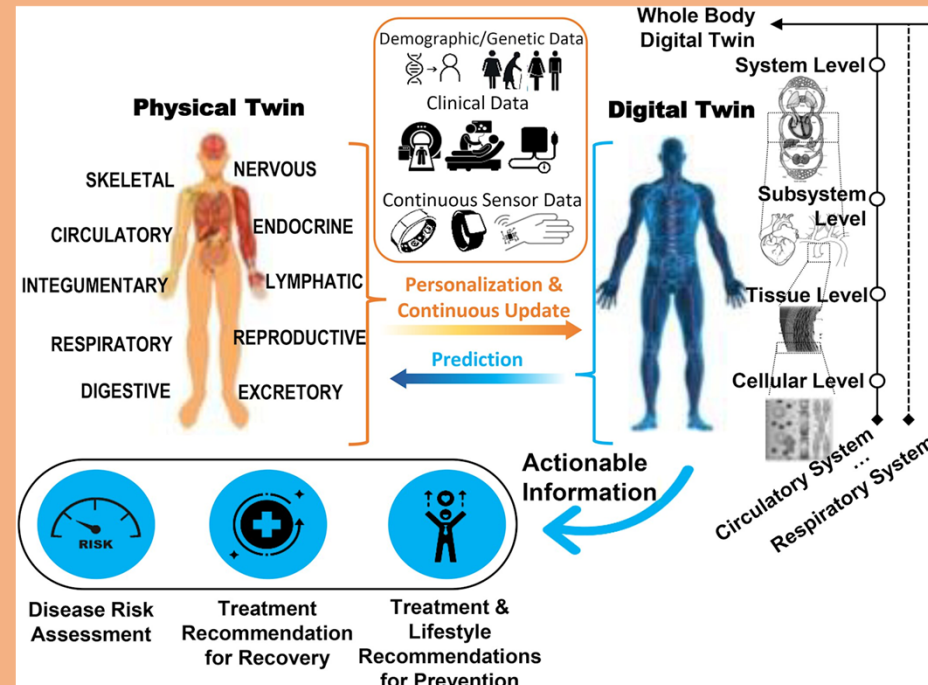 Physical Twin
SKELETAL
NERVOUS
CIRCULATORY
ENDOCRINE
INTEGUMENTARY
LYMPHATIC
RESPIRATORY
REPRODUCTIVE
DIGESTIVE
EXCRETORY
Demographic/Genetic Data
Clinical Data
Continuous Sensor Data
Personalization &
Continuous Update
Prediction
Digital Twin
Whole Body
Digital Twin
System Level
Subsystem
Level
Tissue Level
Cellular Level
Circulatory System
...
Respiratory System
Actionable
Information
RISK
Disease Risk
Assessment
Treatment
Recommendation
for Recovery
Treatment &
Lifestyle
Recommendations
for Prevention